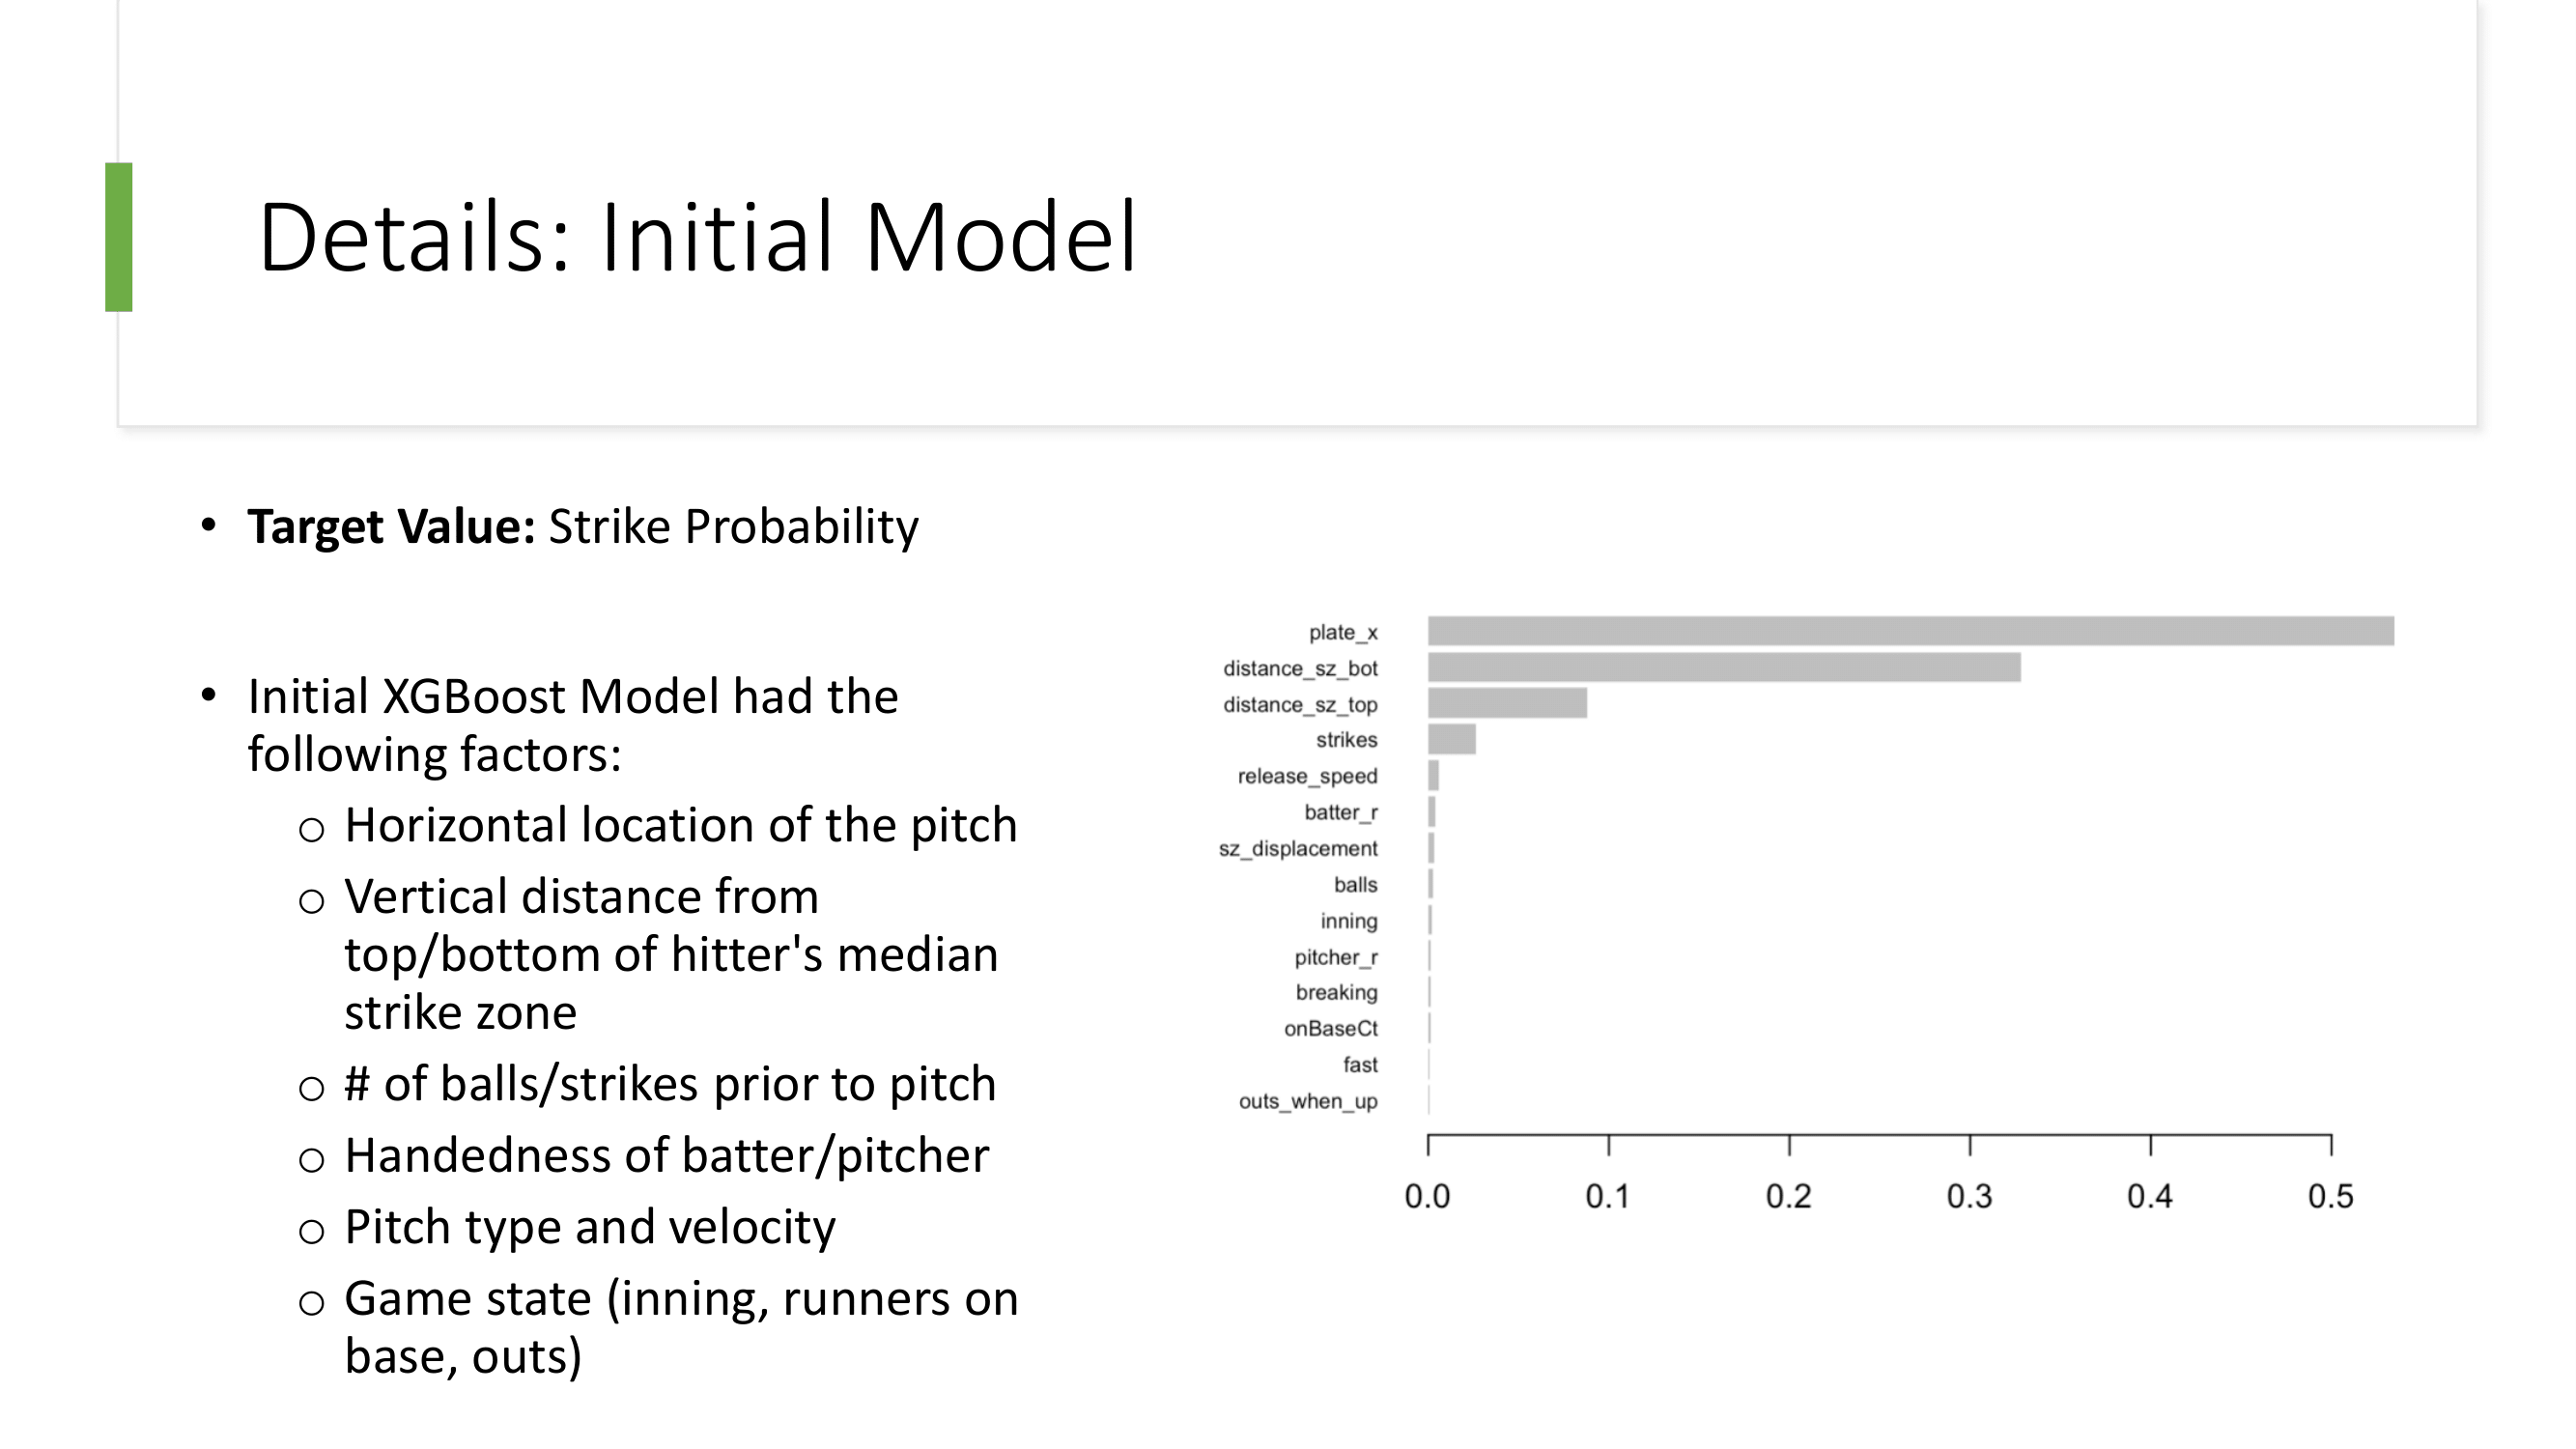 Details: Initial Model
• Target Value: Strike Probability
• Initial XGBoost Model had the
following factors:
o Horizontal location of the pitch
o Vertical distance from
top/bottom of hitter's median
strike zone
o # of balls/strikes prior to pitch
o Handedness of batter/pitcher
o Pitch type and velocity
o Game state (inning, runners on
base, outs)
plate_x
distance_sz_bot
distance_sz_top
strikes
release_speed
batter_r
sz_displacement
balls
inning
pitcher_r
breaking
onBaseCt
fast
outs_when_up
0.0 0.1 0.2 0.3 0.4 0.5